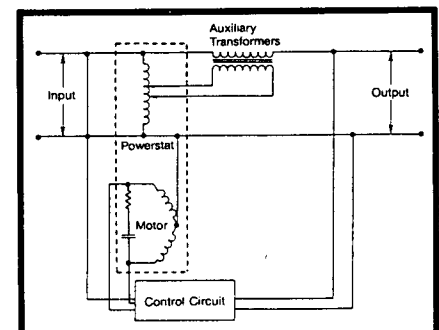 Auxiliary
Transformers
Input
Output
Powerstat
Motor
Control Circuit